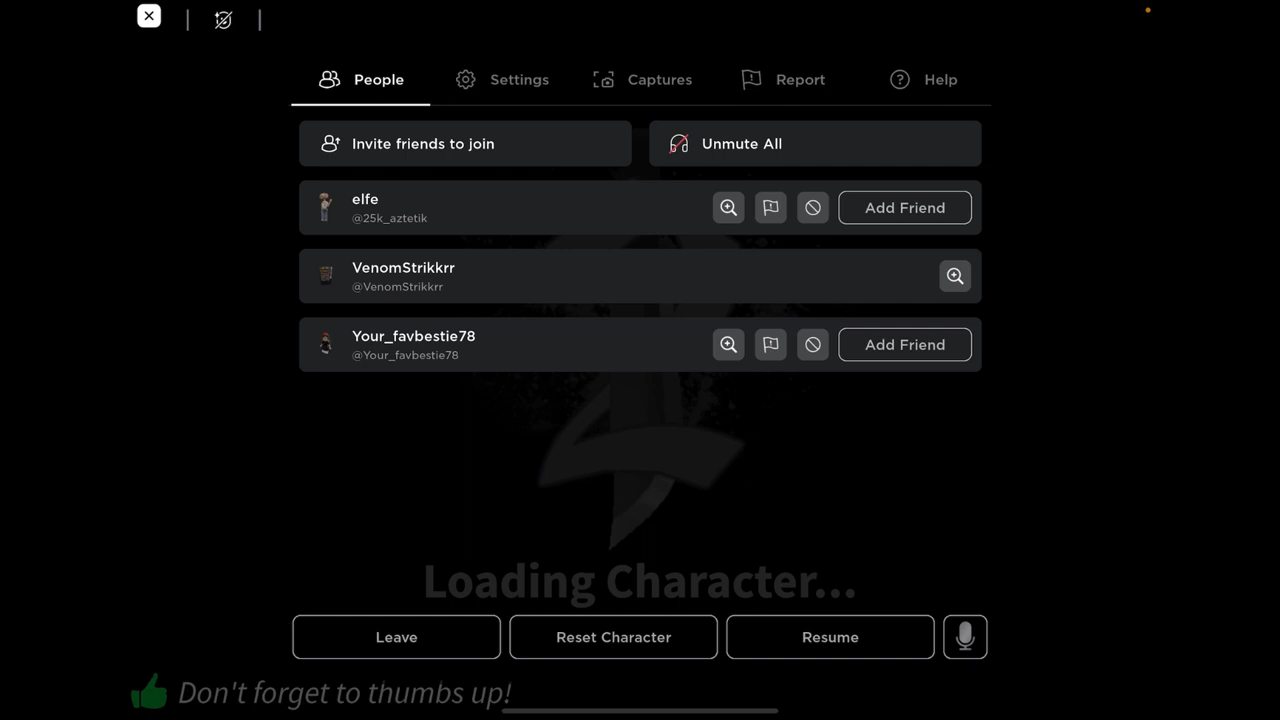 People
Settings
Captures
Report
Help
Invite friends to join
Unmute All
elfe
@25k_aztetik
Add Friend
VenomStrikkrr
@VenomStrikkrr
Your_favbestie78
@Your_favbestie78
Add Friend
Loading Character...
Leave
Reset Character
Resume
Don't forget to thumbs up!